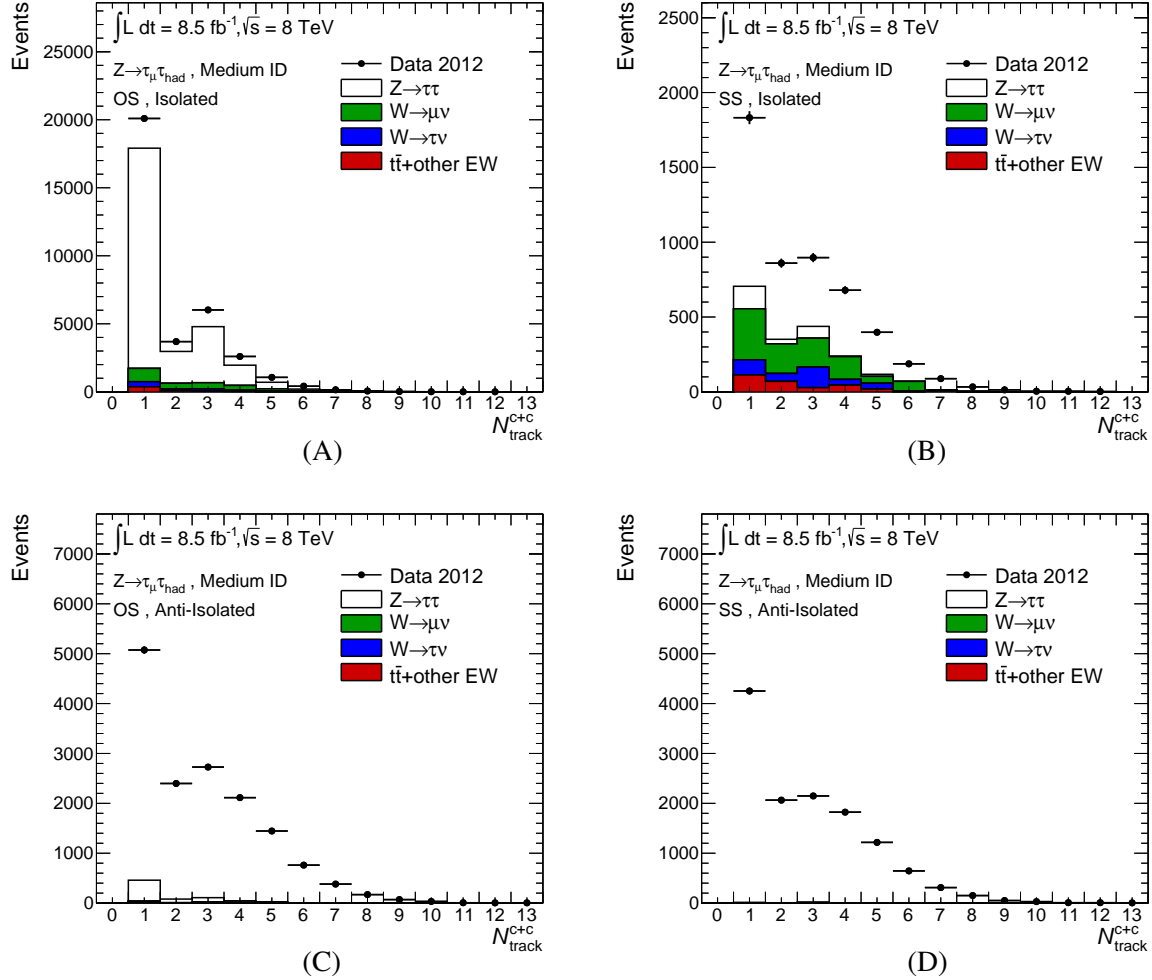 ∫L dt = 8.5 fb⁻¹,√s = 8 TeV
Z→τμτhad , Medium ID
OS , Isolated
Data 2012
Z→ττ
W→μν
W→τν
tt̄+other EW
Events
25000
20000
15000
10000
5000
0
0 1 2 3 4 5 6 7 8 9 10 11 12 13
N c+c track
(A)
∫L dt = 8.5 fb⁻¹,√s = 8 TeV
Z→τμτhad , Medium ID
SS , Isolated
Data 2012
Z→ττ
W→μν
W→τν
tt̄+other EW
Events
2500
2000
1500
1000
500
0
0 1 2 3 4 5 6 7 8 9 10 11 12 13
N c+c track
(B)
∫L dt = 8.5 fb⁻¹,√s = 8 TeV
Z→τμτhad , Medium ID
OS , Anti-Isolated
Data 2012
Z→ττ
W→μν
W→τν
tt̄+other EW
Events
7000
6000
5000
4000
3000
2000
1000
0
0 1 2 3 4 5 6 7 8 9 10 11 12 13
N c+c track
(C)
∫L dt = 8.5 fb⁻¹,√s = 8 TeV
Z→τμτhad , Medium ID
SS , Anti-Isolated
Data 2012
Z→ττ
W→μν
W→τν
tt̄+other EW
Events
7000
6000
5000
4000
3000
2000
1000
0
0 1 2 3 4 5 6 7 8 9 10 11 12 13
N c+c track
(D)